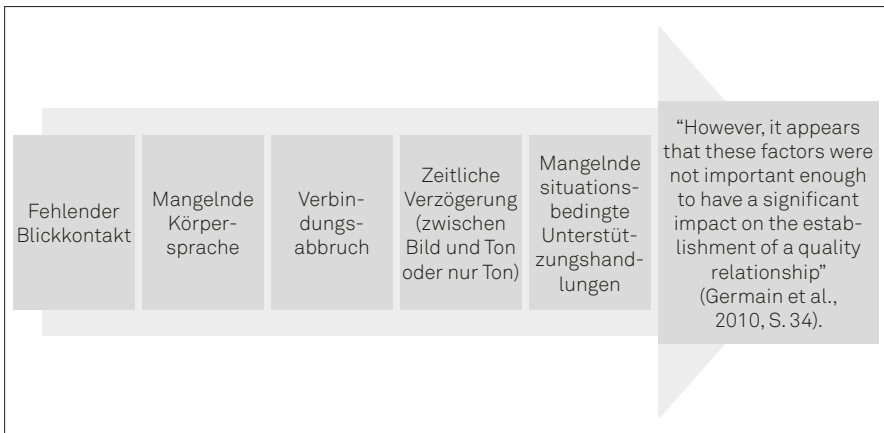 Fehlender
Blickkontakt
Mangelnde
Körper-
sprache
Verbin-
dungs-
abbruch
Zeitliche
Verzögerung
(zwischen
Bild und Ton
oder nur Ton)
Mangelnde
situations-
bedingte
Unterstüt-
zungshand-
lungen
“However, it appears
that these factors were
not important enough
to have a significant
impact on the estab-
lishment of a quality
relationship”
(Germain et al.,
2010, S. 34).